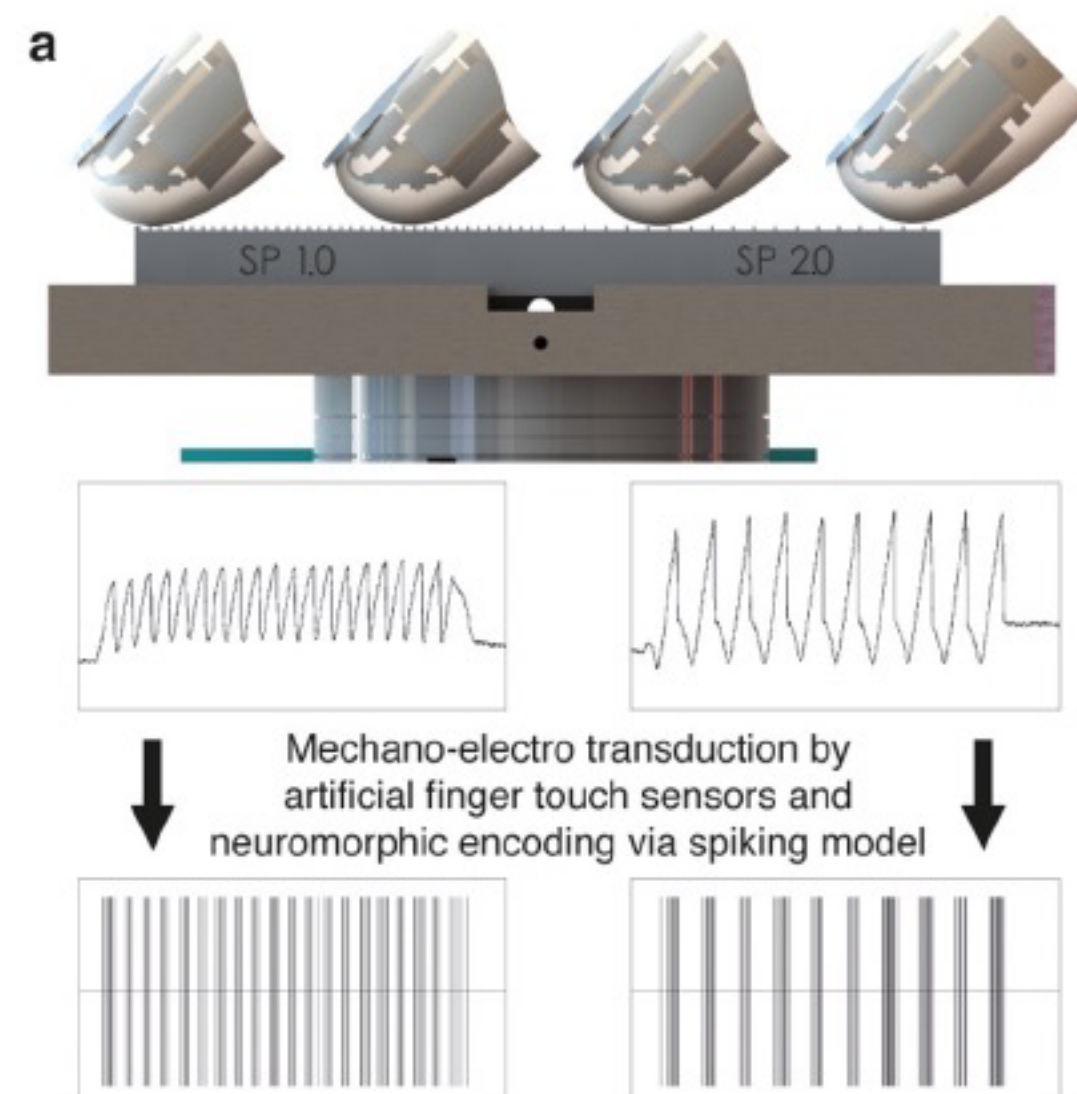 a
SP 1.0
SP 2.0
Mechano-electro transduction by
artificial finger touch sensors and
neuromorphic encoding via spiking model